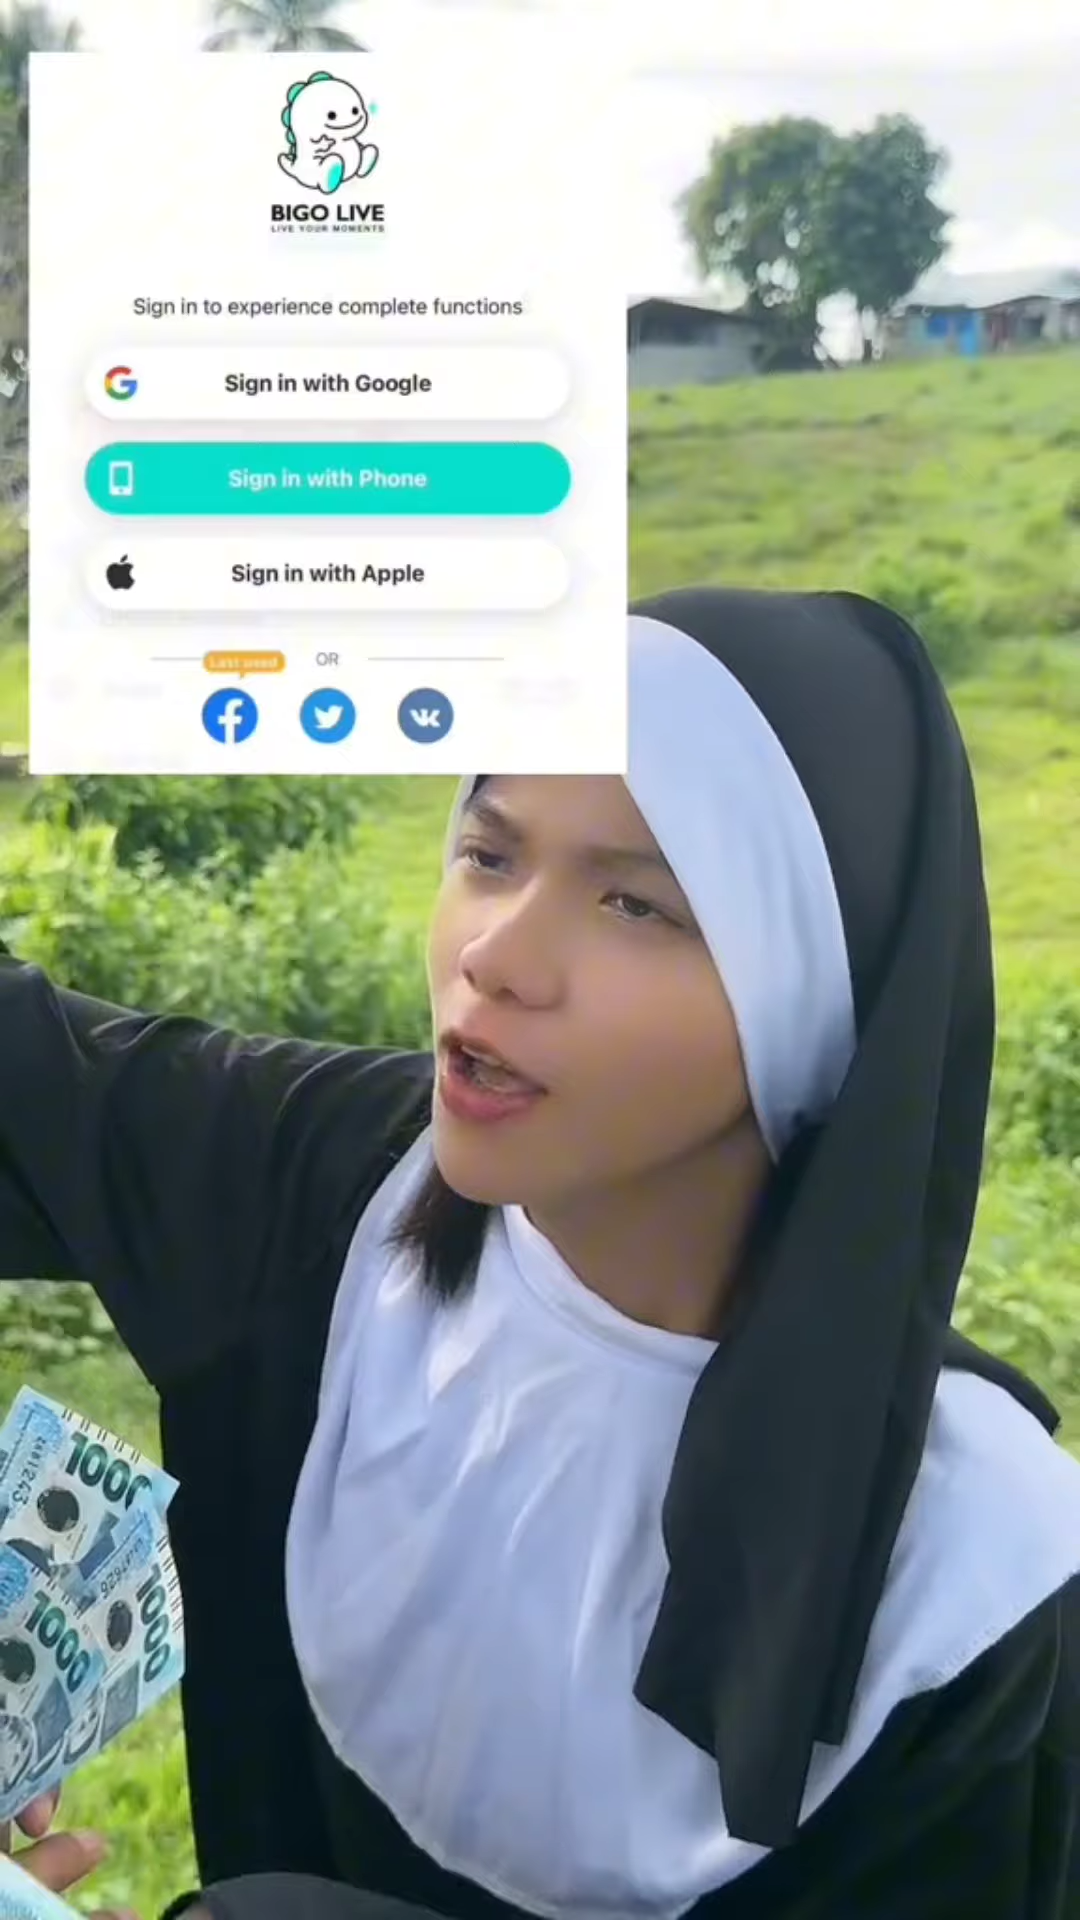 BIGO LIVE
LIVE YOUR MOMENTS
Sign in to experience complete functions
Sign in with Google
Sign in with Phone
Sign in with Apple
Last used
OR
1000
1000
1000